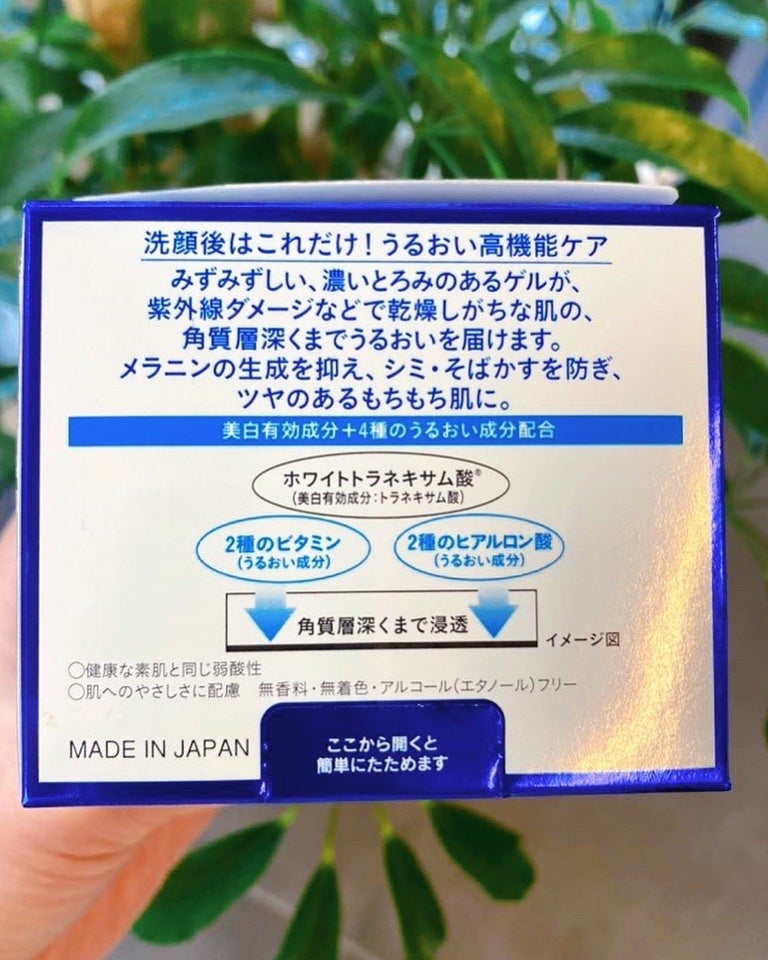 洗顔後はこれだけ！うるおい高機能ケア
みずみずしい、濃いとろみのあるゲルが、
紫外線ダメージなどで乾燥しがちな肌の、
角質層深くまでうるおいを届けます。
メラニンの生成を抑え、シミ・そばかすを防ぎ、
ツヤのあるもちもち肌に。
美白有効成分＋4種のうるおい成分配合
ホワイトトラネキサム酸®
（美白有効成分：トラネキサム酸）
2種のビタミン
（うるおい成分）
2種のヒアルロン酸
（うるおい成分）
角質層深くまで浸透
イメージ図
○健康な素肌と同じ弱酸性
○肌へのやさしさに配慮　無香料・無着色・アルコール（エタノール）フリー
MADE IN JAPAN
ここから開くと
簡単にたためます